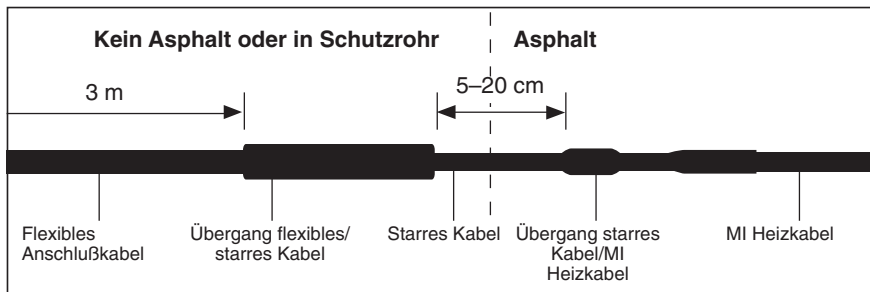 Kein Asphalt oder in Schutzrohr
Asphalt
3 m
5–20 cm
Flexibles
Anschlußkabel
Übergang flexibles/
starres Kabel
Starres Kabel
Übergang starres
Kabel/MI
Heizkabel
MI Heizkabel